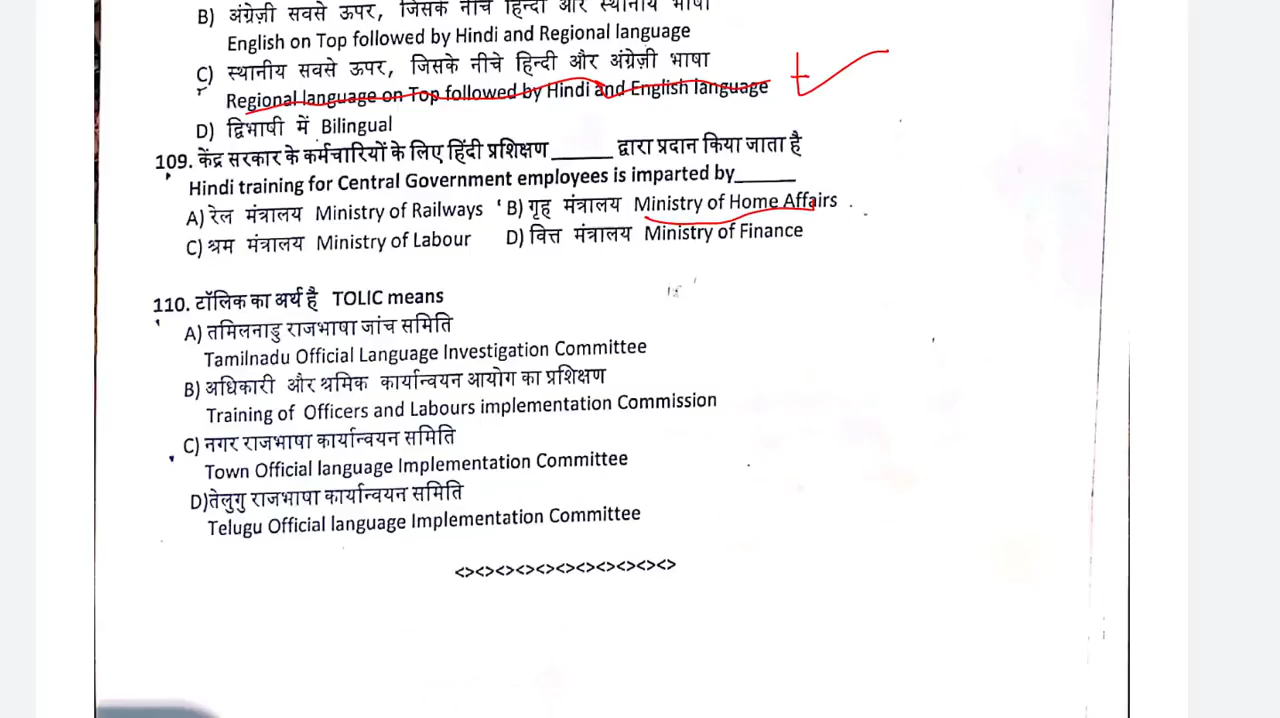 B) अंग्रेज़ी सबसे ऊपर, जिसके नीचे हिन्दी और स्थानीय भाषा
English on Top followed by Hindi and Regional language
C) स्थानीय सबसे ऊपर, जिसके नीचे हिन्दी और अंग्रेज़ी भाषा
Regional language on Top followed by Hindi and English language
D) द्विभाषी में Bilingual
109. केंद्र सरकार के कर्मचारियों के लिए हिंदी प्रशिक्षण ______ द्वारा प्रदान किया जाता है
Hindi training for Central Government employees is imparted by______
A) रेल मंत्रालय Ministry of Railways B) गृह मंत्रालय Ministry of Home Affairs
C) श्रम मंत्रालय Ministry of Labour D) वित्त मंत्रालय Ministry of Finance
110. टॉलिक का अर्थ है TOLIC means
A) तमिलनाडु राजभाषा जांच समिति
Tamilnadu Official Language Investigation Committee
B) अधिकारी और श्रमिक कार्यान्वयन आयोग का प्रशिक्षण
Training of Officers and Labours implementation Commission
C) नगर राजभाषा कार्यान्वयन समिति
Town Official language Implementation Committee
D)तेलुगु राजभाषा कार्यान्वयन समिति
Telugu Official language Implementation Committee
<><><><><><><><><><><>